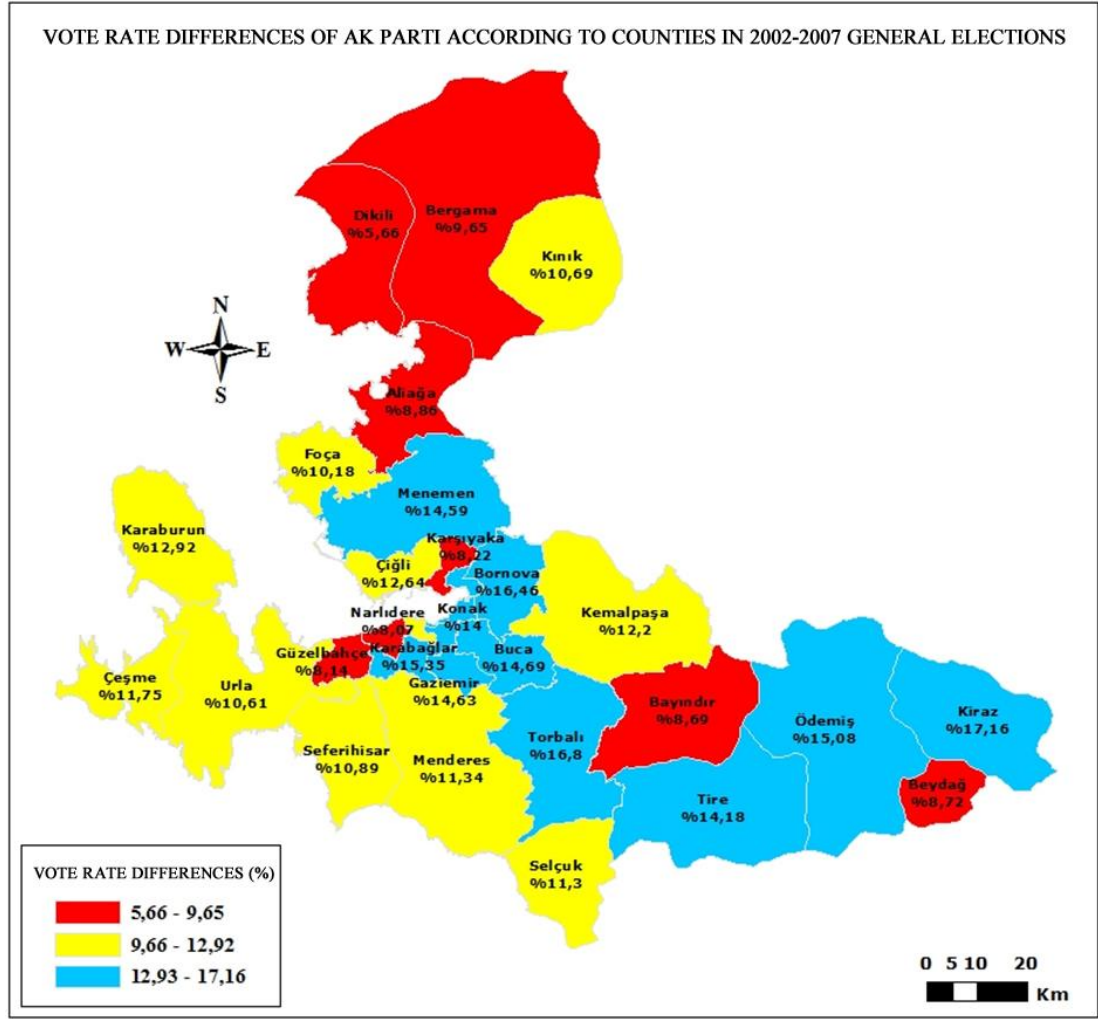 VOTE RATE DIFFERENCES OF AK PARTI ACCORDING TO COUNTIES IN 2002-2007 GENERAL ELECTIONS
Dikili
%5,66
Bergama
%9,65
Kınık
%10,69
N
W
E
S
Aliağa
%8,86
Foça
%10,18
Menemen
%14,59
Karaburun
%12,92
Karşıyaka
%8,22
Çiğli
%12,64
Bornova
%16,46
Kemalpaşa
%12,2
Narlıdere
%8,07
Konak
%14
Güzelbahçe
%8,14
Karabağlar
%15,35
Buca
%14,69
Çeşme
%11,75
Urla
%10,61
Gaziemir
%14,63
Bayındır
%8,69
Ödemiş
%15,08
Kiraz
%17,16
Seferihisar
%10,89
Menderes
%11,34
Torbalı
%16,8
Tire
%14,18
Beydağ
%8,72
Selçuk
%11,3
VOTE RATE DIFFERENCES (%)
5,66 - 9,65
9,66 - 12,92
12,93 - 17,16
0 5 10 20
Km